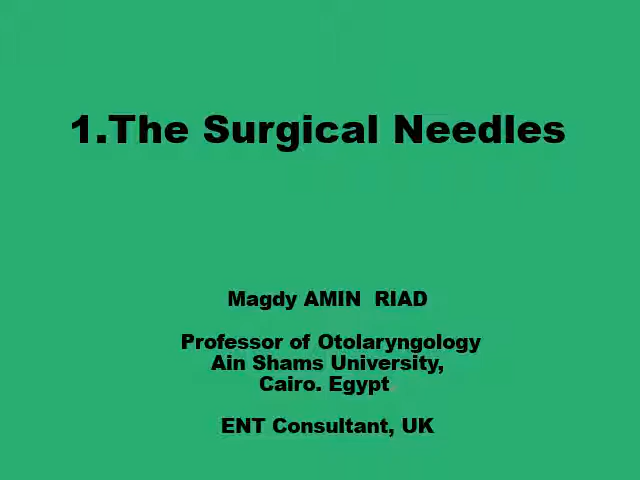 1.The Surgical Needles
Magdy AMIN  RIAD
Professor of Otolaryngology
Ain Shams University,
Cairo. Egypt
ENT Consultant, UK